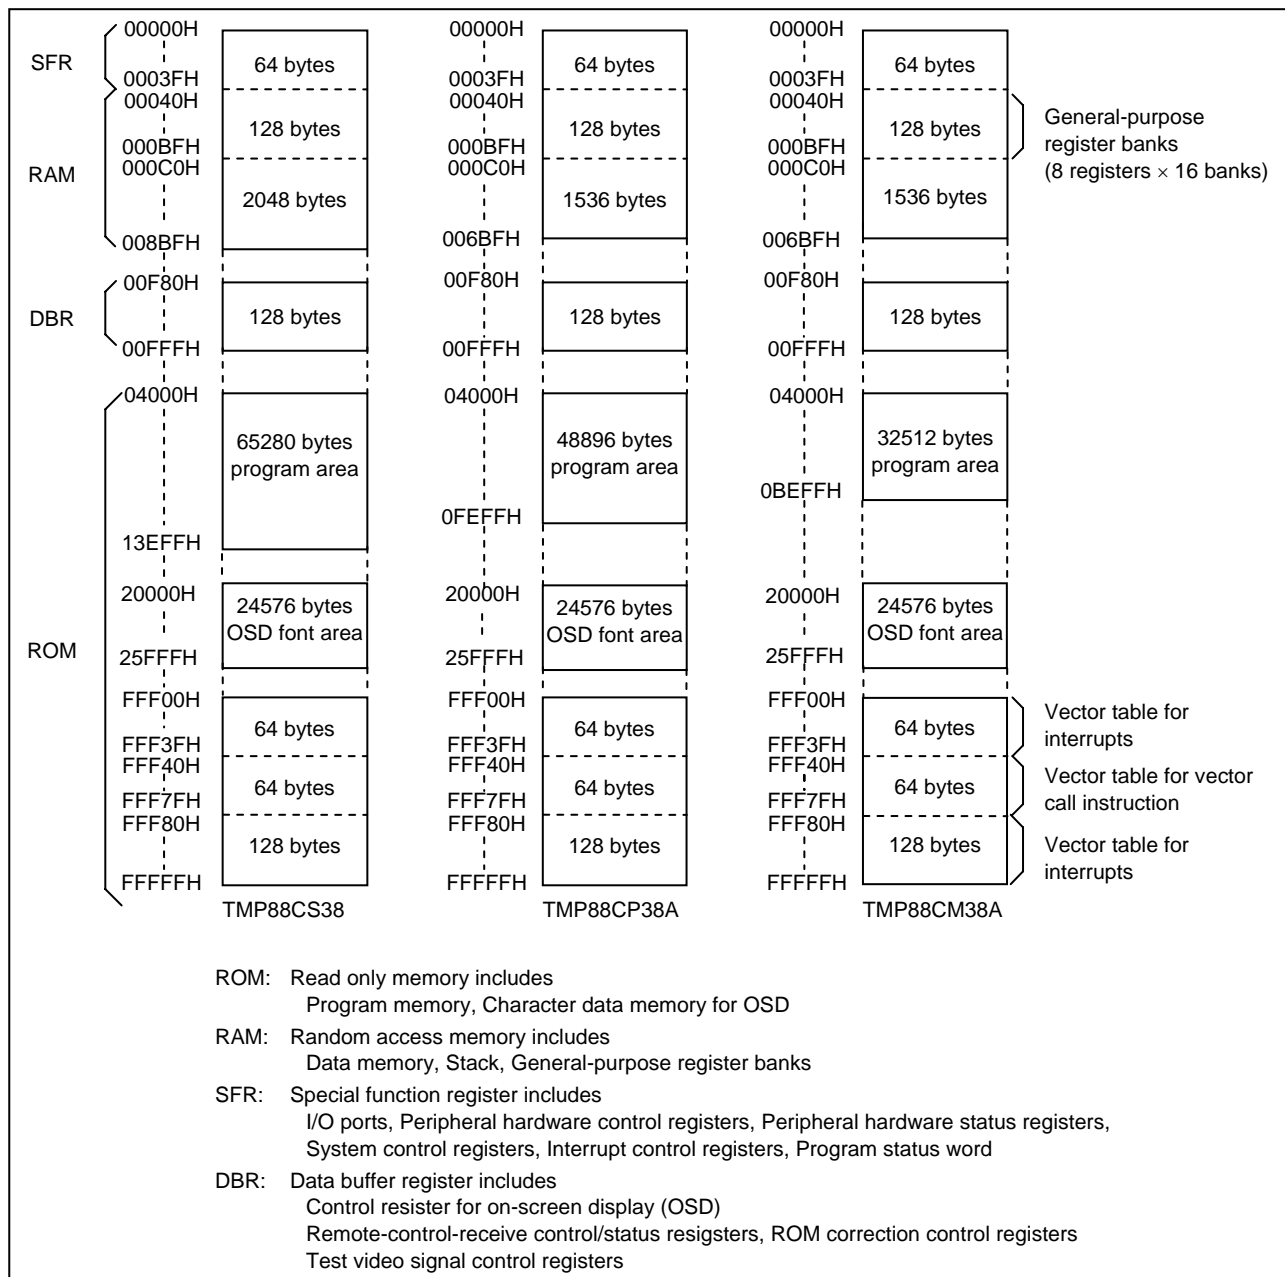 00000H 00000H 00000H
SFR 64 bytes 64 bytes 64 bytes
0003FH 0003FH 0003FH
00040H 00040H 00040H
General-purpose
128 bytes 128 bytes 128 bytes
000BFH 000BFH 000BFH register banks
000C0H 000C0H 000C0H (8 registers × 16 banks)
RAM
2048 bytes 1536 bytes 1536 bytes
008BFH 006BFH 006BFH
00F80H 00F80H 00F80H
DBR 128 bytes 128 bytes 128 bytes
00FFFH 00FFFH 00FFFH
04000H 04000H 04000H
65280 bytes 48896 bytes 32512 bytes
program area program area program area
0BEFFH
0FEFFH
13EFFH
20000H 20000H 20000H
24576 bytes 24576 bytes 24576 bytes
OSD font area OSD font area OSD font area
ROM
25FFFH 25FFFH 25FFFH
FFF00H FFF00H FFF00H Vector table for
64 bytes 64 bytes 64 bytes
FFF3FH FFF3FH FFF3FH interrupts
FFF40H FFF40H FFF40H
64 bytes 64 bytes 64 bytes Vector table for vector
FFF7FH FFF7FH FFF7FH call instruction
FFF80H FFF80H FFF80H
128 bytes 128 bytes 128 bytes Vector table for
FFFFFH FFFFFH FFFFFH interrupts
TMP88CS38 TMP88CP38A TMP88CM38A
ROM: Read only memory includes
Program memory, Character data memory for OSD
RAM: Random access memory includes
Data memory, Stack, General-purpose register banks
SFR: Special function register includes
I/O ports, Peripheral hardware control registers, Peripheral hardware status registers,
System control registers, Interrupt control registers, Program status word
DBR: Data buffer register includes
Control resister for on-screen display (OSD)
Remote-control-receive control/status resigsters, ROM correction control registers
Test video signal control registers